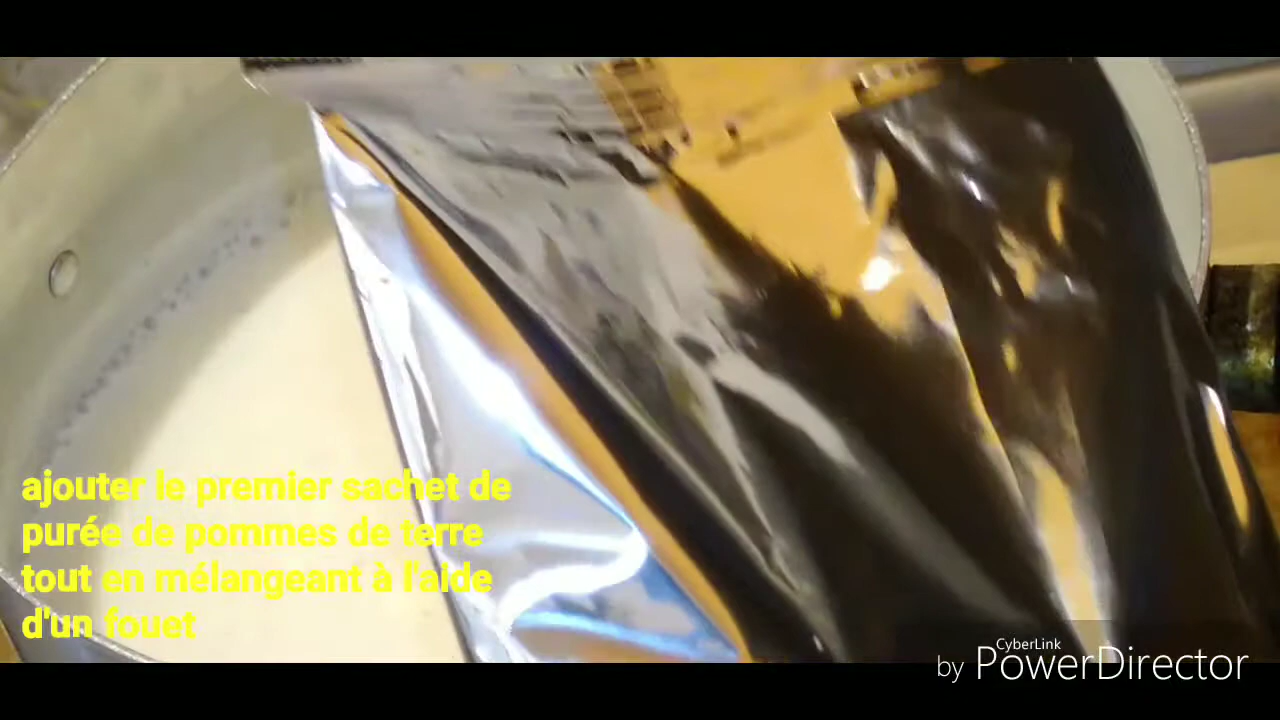 ajouter le premier sachet de
purée de pommes de terre
tout en mélangeant à l'aide
d'un fouet
CyberLink
by PowerDirector